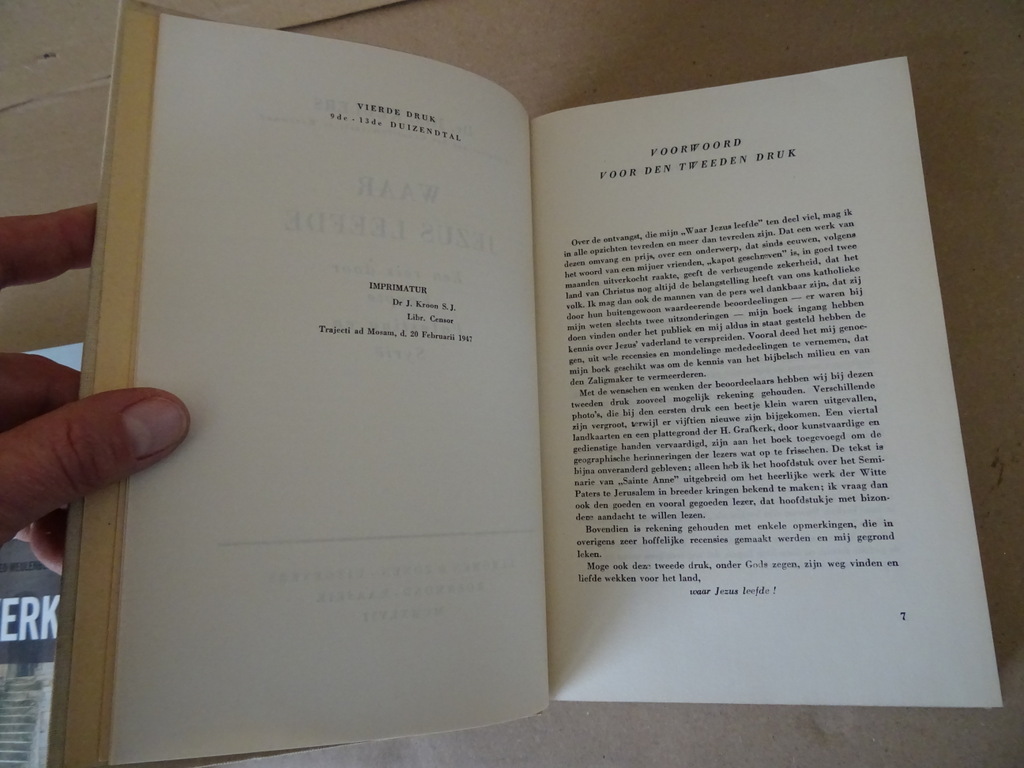 VIERDE DRUK
9de - 13de DUIZENDTAL
IMPRIMATUR
Dr J. Kroon S.J.
Libr. Censor
Trajecti ad Mosam, d. 20 Februarii 1947
WAAR
JEZUS LEEFDE
ERK
VOORWOORD
VOOR DEN TWEEDEN DRUK
Over de ontvangst, die mijn „Waar Jezus leefde” ten deel viel, mag ik
in alle opzichten tevreden en meer dan tevreden zijn. Dat een werk van
dezen omvang en prijs, over een onderwerp, dat sinds eeuwen, volgens
het woord van een mijner vrienden, „kapot geschreven” is, in goed twee
maanden uitverkocht raakte, geeft de verheugende zekerheid, dat het
land van Christus nog altijd de belangstelling heeft van ons katholieke
volk. Ik mag dan ook de mannen van de pers wel dankbaar zijn, dat zij
door hun buitengewoon waardeerende beoordeelingen — er waren bij
mijn weten slechts twee uitzonderingen — mijn boek ingang hebben
doen vinden onder het publiek en mij aldus in staat gesteld hebben de
kennis over Jezus' vaderland te verspreiden. Vooral deed het mij genoe-
gen, uit vele recensies en mondelinge mededeelingen te vernemen, dat
mijn boek geschikt was om de kennis van het bijbelsch milieu en van
den Zaligmaker te vermeerderen.
Met de wenschen en wenken der beoordeelaars hebben wij bij dezen
tweeden druk zooveel mogelijk rekening gehouden. Verschillende
photo's, die bij den eersten druk een beetje klein waren uitgevallen,
zijn vergroot, terwijl er vijftien nieuwe zijn bijgekomen. Een viertal
landkaarten en een plattegrond der H. Grafkerk, door kunstvaardige en
gedienstige handen vervaardigd, zijn aan het boek toegevoegd om de
geographische herinneringen der lezers wat op te frisschen. De tekst is
bijna onveranderd gebleven; alleen heb ik het hoofdstuk over het Semi-
narie van „Sainte Anne” uitgebreid om het heerlijke werk der Witte
Paters te Jerusalem in breeder kringen bekend te maken; ik vraag dan
ook den goeden en vooral gegoeden lezer, dat hoofdstukje met bizon-
dere aandacht te willen lezen.
Bovendien is rekening gehouden met enkele opmerkingen, die in
overigens zeer hoffelijke recensies gemaakt werden en mij gegrond
leken.
Moge ook deze tweede druk, onder Gods zegen, zijn weg vinden en
liefde wekken voor het land,
waar Jezus leefde !
7